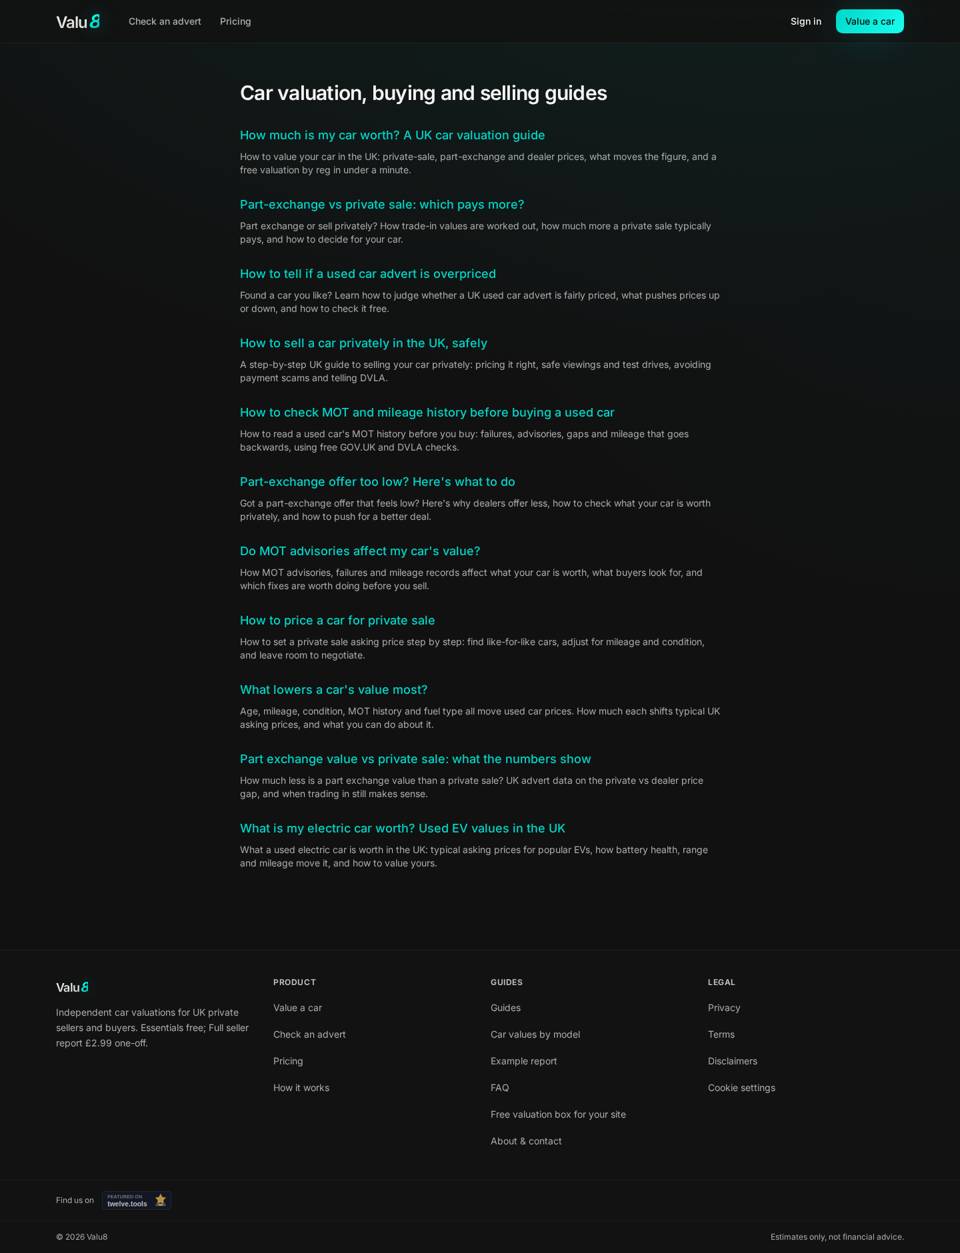 Valu8
Check an advert
Pricing
Sign in
Value a car
Car valuation, buying and selling guides
How much is my car worth? A UK car valuation guide
How to value your car in the UK: private-sale, part-exchange and dealer prices, what moves the figure, and a
free valuation by reg in under a minute.
Part-exchange vs private sale: which pays more?
Part exchange or sell privately? How trade-in values are worked out, how much more a private sale typically
pays, and how to decide for your car.
How to tell if a used car advert is overpriced
Found a car you like? Learn how to judge whether a UK used car advert is fairly priced, what pushes prices up
or down, and how to check it free.
How to sell a car privately in the UK, safely
A step-by-step UK guide to selling your car privately: pricing it right, safe viewings and test drives, avoiding
payment scams and telling DVLA.
How to check MOT and mileage history before buying a used car
How to read a used car's MOT history before you buy: failures, advisories, gaps and mileage that goes
backwards, using free GOV.UK and DVLA checks.
Part-exchange offer too low? Here's what to do
Got a part-exchange offer that feels low? Here's why dealers offer less, how to check what your car is worth
privately, and how to push for a better deal.
Do MOT advisories affect my car's value?
How MOT advisories, failures and mileage records affect what your car is worth, what buyers look for, and
which fixes are worth doing before you sell.
How to price a car for private sale
How to set a private sale asking price step by step: find like-for-like cars, adjust for mileage and condition,
and leave room to negotiate.
What lowers a car's value most?
Age, mileage, condition, MOT history and fuel type all move used car prices. How much each shifts typical UK
asking prices, and what you can do about it.
Part exchange value vs private sale: what the numbers show
How much less is a part exchange value than a private sale? UK advert data on the private vs dealer price
gap, and when trading in still makes sense.
What is my electric car worth? Used EV values in the UK
What a used electric car is worth in the UK: typical asking prices for popular EVs, how battery health, range
and mileage move it, and how to value yours.
Valu8
Independent car valuations for UK private
sellers and buyers. Essentials free; Full seller
report £2.99 one-off.
PRODUCT
Value a car
Check an advert
Pricing
How it works
GUIDES
Guides
Car values by model
Example report
FAQ
Free valuation box for your site
About & contact
LEGAL
Privacy
Terms
Disclaimers
Cookie settings
Find us on
FEATURED ON
twelve.tools
© 2026 Valu8
Estimates only, not financial advice.